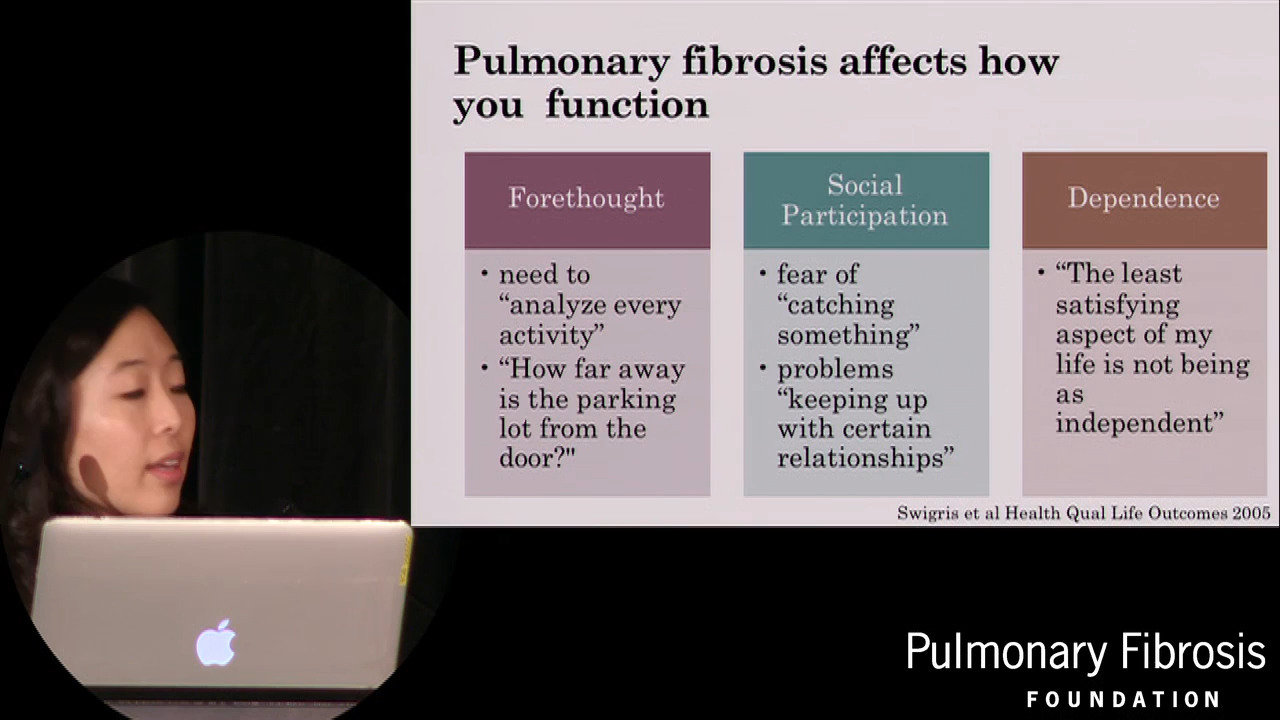 Pulmonary fibrosis affects how
you function
Forethought
• need to
“analyze every
activity”
• “How far away
is the parking
lot from the
door?"
Social
Participation
• fear of
“catching
something”
• problems
“keeping up
with certain
relationships”
Dependence
• “The least
satisfying
aspect of my
life is not being
as
independent”
Swigris et al Health Qual Life Outcomes 2005
Pulmonary Fibrosis
FOUNDATION